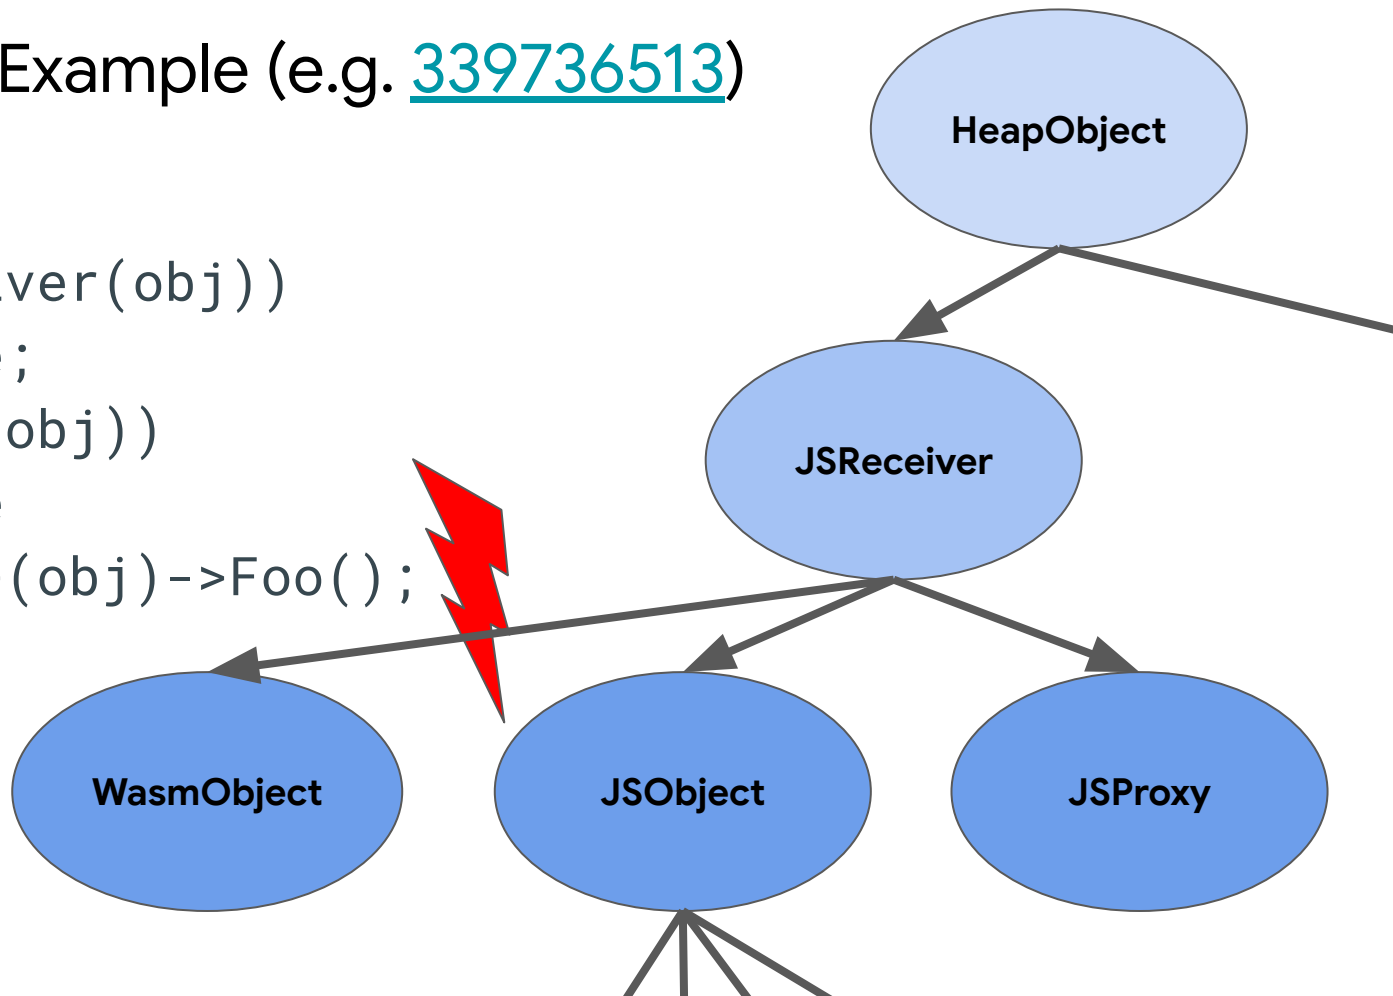 Example (e.g. 339736513)
HeapObject
ver(obj))
;
obj))
JSReceiver
(obj)->Foo();
WasmObject
JSObject
JSProxy